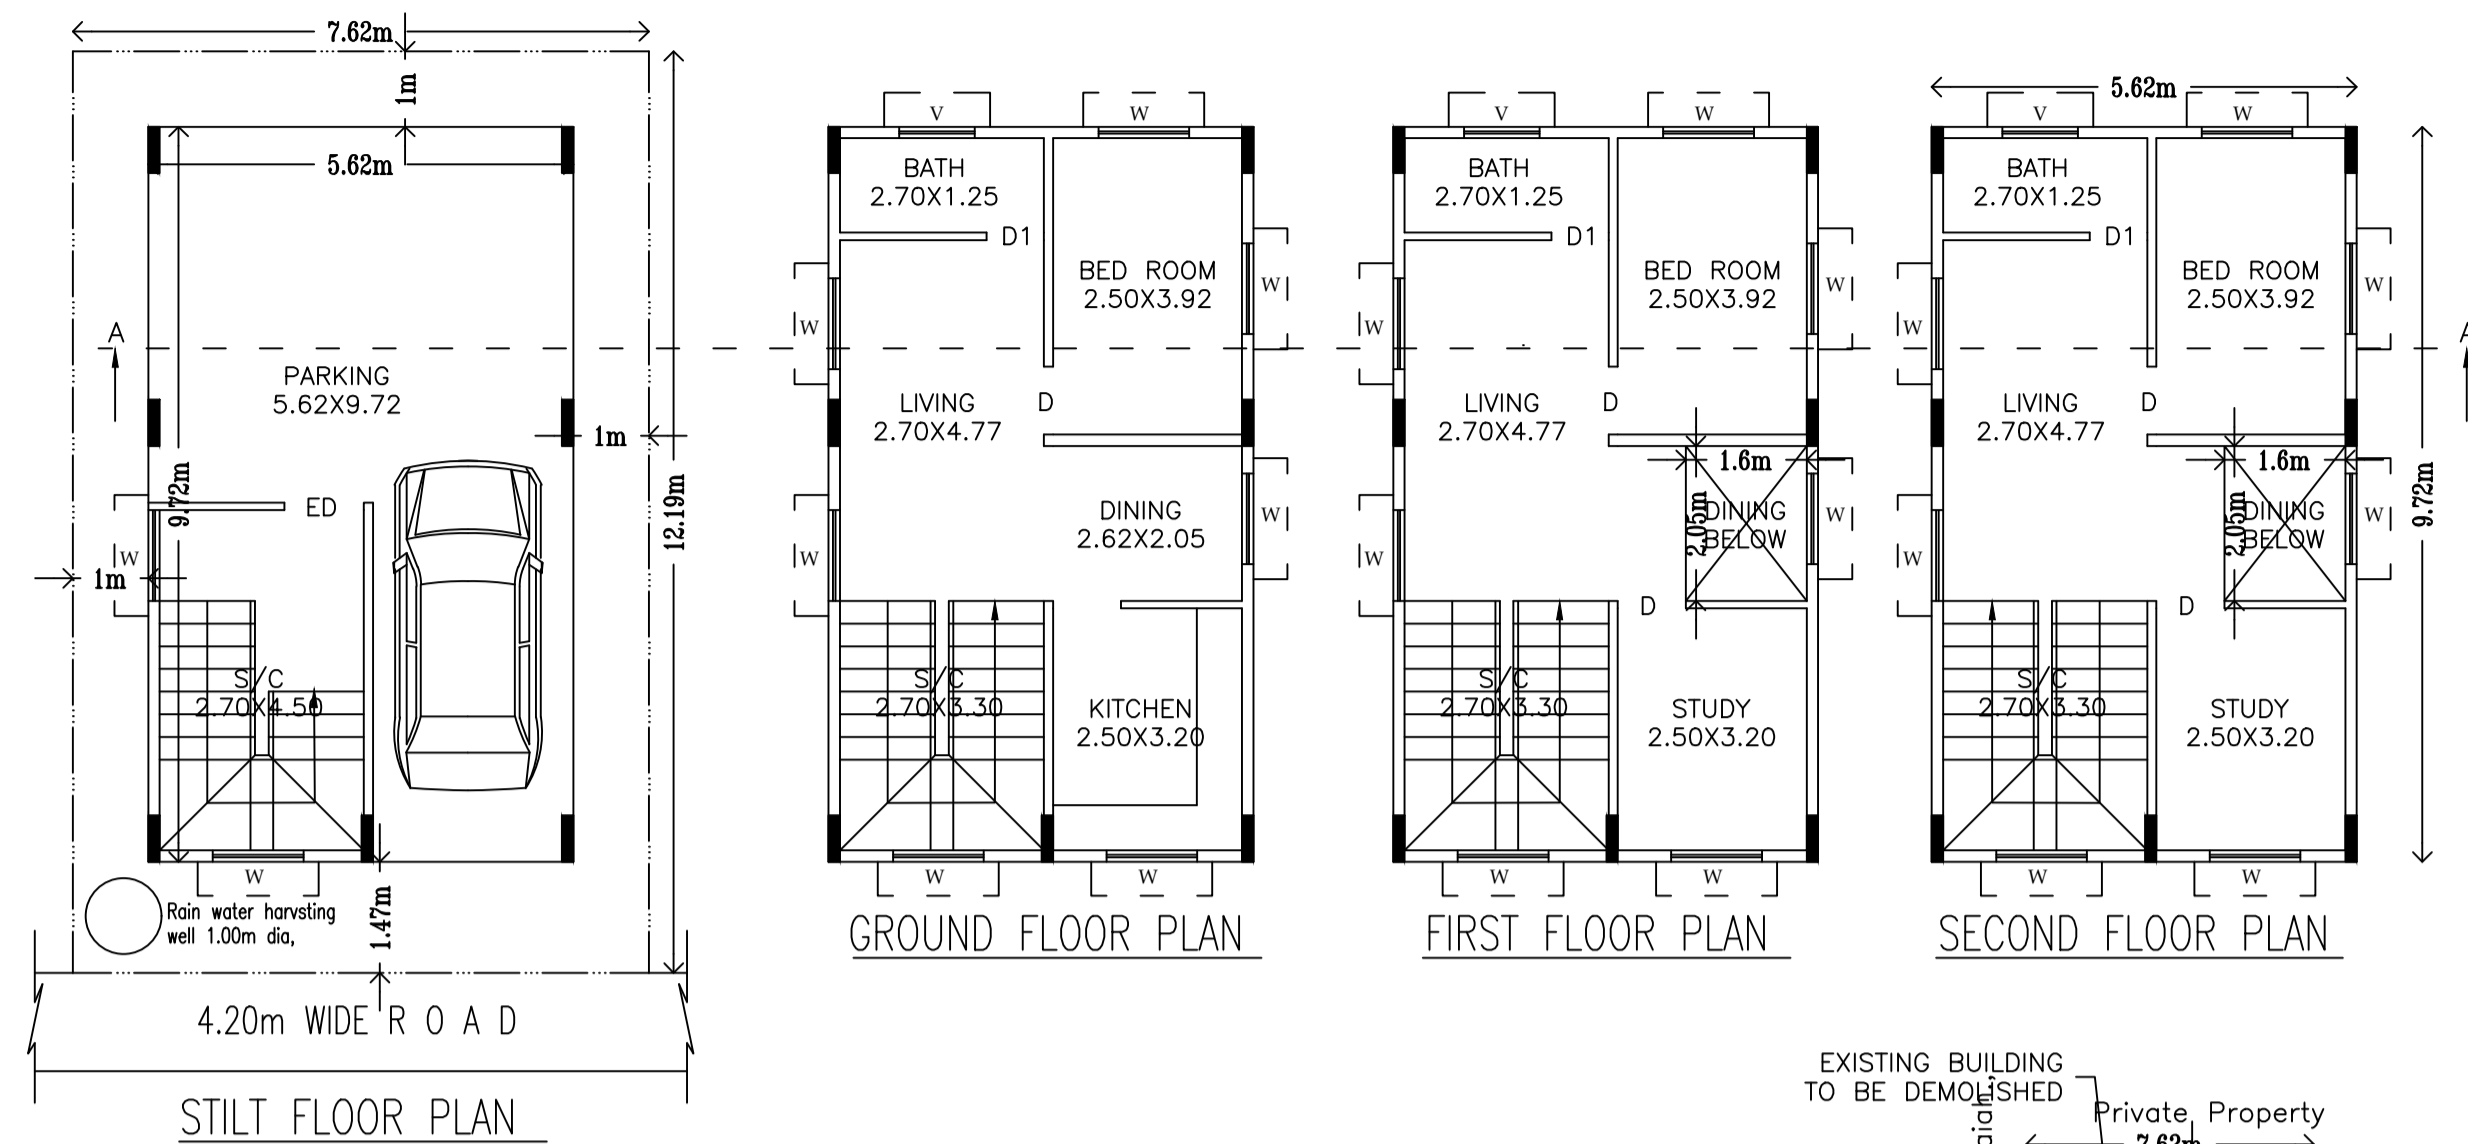 7.62m
1m
5.62m
PARKING
5.62X9.72
A
1m
9.72m
12.19m
ED
W
1m
S/C
2.70X4.50
W
Rain water harvsting
well 1.00m dia,
1.47m
4.20m WIDE R O A D
STILT FLOOR PLAN
V
W
BATH
2.70X1.25
D1
BED ROOM
2.50X3.92
W
W
LIVING
2.70X4.77
D
DINING
2.62X2.05
W
W
S/C
2.70X3.30
KITCHEN
2.50X3.20
W
W
GROUND FLOOR PLAN
V
W
BATH
2.70X1.25
D1
BED ROOM
2.50X3.92
W
W
LIVING
2.70X4.77
D
1.6m
2.05m
DINING
BELOW
W
W
D
S/C
2.70X3.30
STUDY
2.50X3.20
W
W
FIRST FLOOR PLAN
5.62m
V
W
BATH
2.70X1.25
D1
BED ROOM
2.50X3.92
W
W
A
LIVING
2.70X4.77
D
1.6m
2.05m
DINING
BELOW
W
W
9.72m
D
S/C
2.70X3.30
STUDY
2.50X3.20
W
W
SECOND FLOOR PLAN
EXISTING BUILDING
TO BE DEMOLISHED
Private Property
7.62m